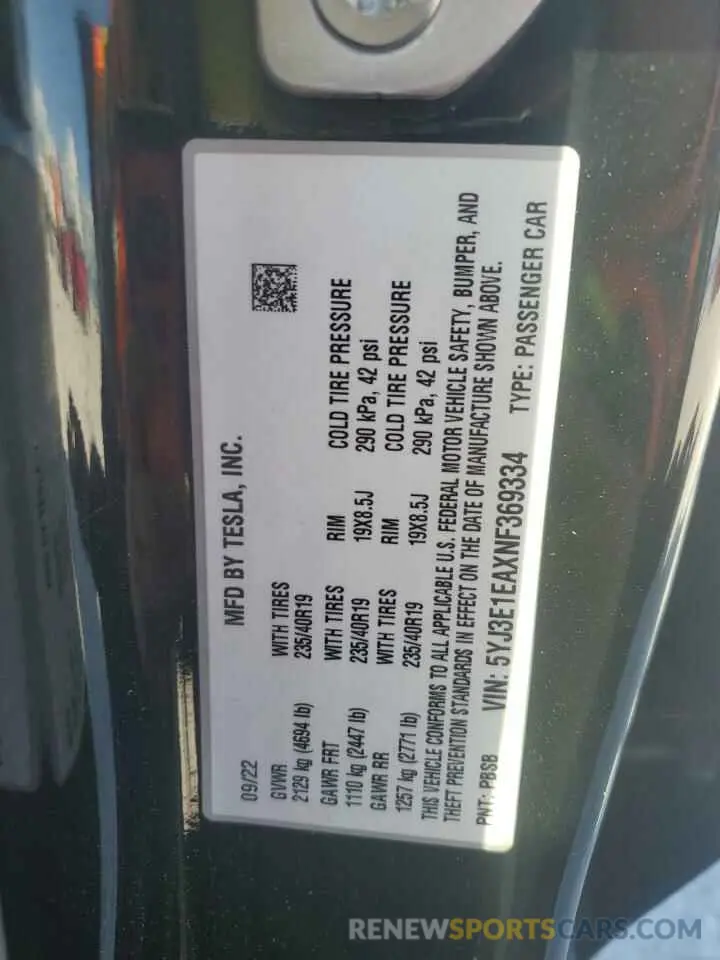 MFD BY TESLA, INC.
09/22
GVWR WITH TIRES
2129 kg (4694 lb) 235/40R19
GAWR FRT WITH TIRES RIM COLD TIRE PRESSURE
1110 kg (2447 lb) 235/40R19 19X8.5J 290 kPa, 42 psi
GAWR RR WITH TIRES RIM COLD TIRE PRESSURE
1257 kg (2771 lb) 235/40R19 19X8.5J 290 kPa, 42 psi
THIS VEHICLE CONFORMS TO ALL APPLICABLE U.S. FEDERAL MOTOR VEHICLE SAFETY, BUMPER, AND
THEFT PREVENTION STANDARDS IN EFFECT ON THE DATE OF MANUFACTURE SHOWN ABOVE.
PNT: PBSB VIN: 5YJ3E1EAXNF369334 TYPE: PASSENGER CAR
RENEWSPORTSCARS.COM